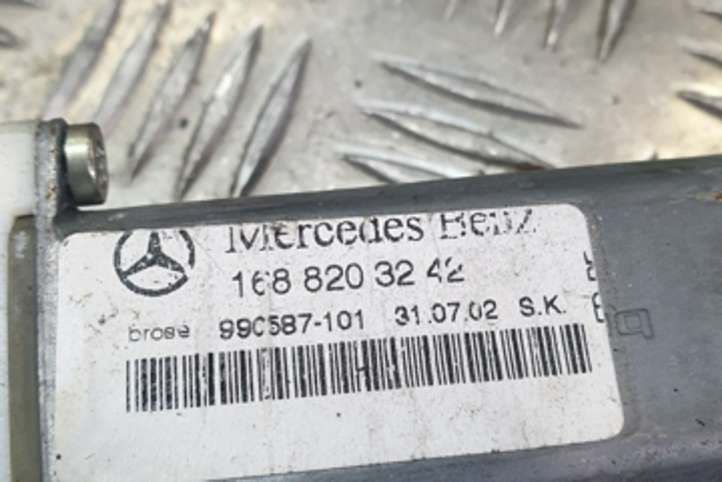 Mercedes Benz
168 820 32 42
brose 990587-101 31.07.02 S.K.